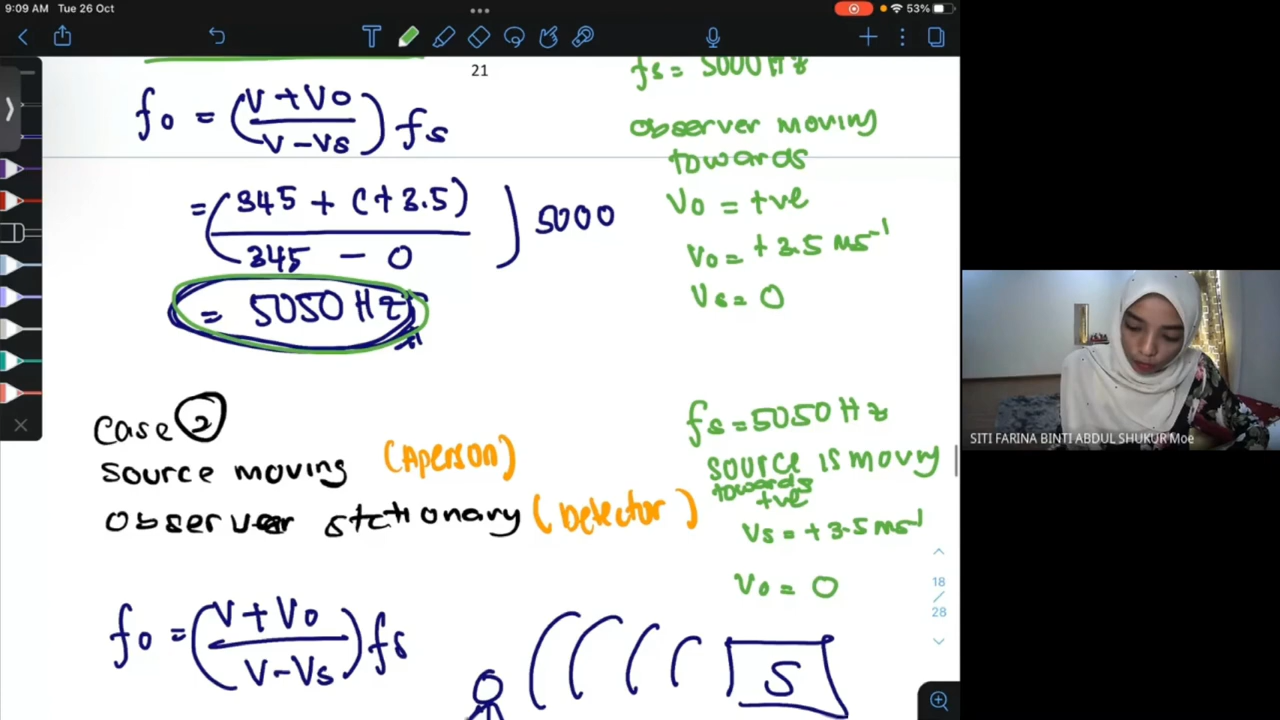 9:09 AM Tue 26 Oct
53%
T
21
fs = 5000 Hz
fo = (V + Vo / V - Vs) fs
observer moving
towards
Vo = +ve
Vo = +3.5 ms-1
Vs = 0
= (345 + (+3.5) / 345 - 0) 5000
= 5050 Hz
Case 2
source moving (A person)
observer stationary (Detector)
fs = 5050 Hz
source is moving
towards
+ve
Vs = +3.5 ms-1
Vo = 0
fo = (V + Vo / V - Vs) fs
S
18
/
28
SITI FARINA BINTI ABDUL SHUKUR Moe